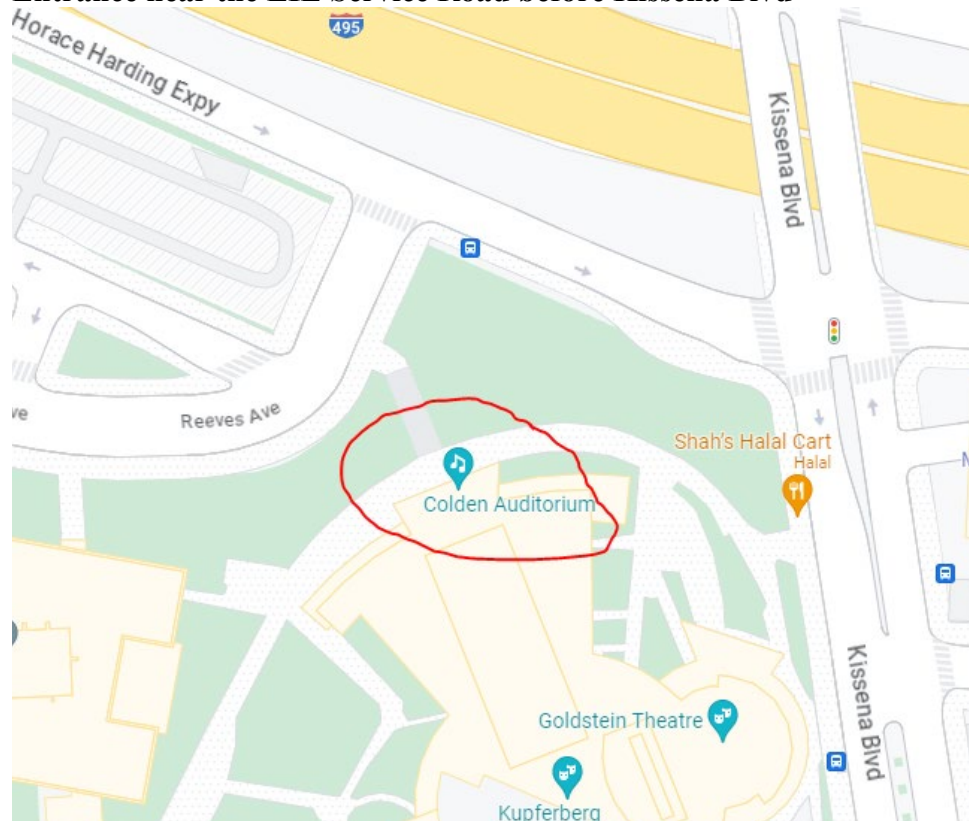 Entrance near the LIE Service Road before Kissena Blvd
495
Horace Harding Expy
Kissena Blvd
Reeves Ave
ve
Shah's Halal Cart
Halal
Colden Auditorium
N
Goldstein Theatre
Kissena Blvd
Kupferberg